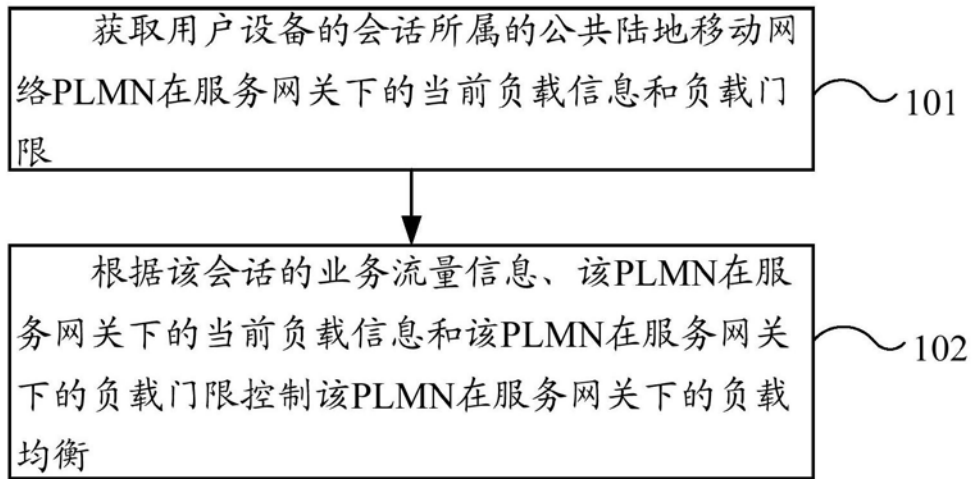 获取用户设备的会话所属的公共陆地移动网
络PLMN在服务网关下的当前负载信息和负载门
限
101
根据该会话的业务流量信息、该PLMN在服
务网关下的当前负载信息和该PLMN在服务网关
下的负载门限控制该PLMN在服务网关下的负载
均衡
102